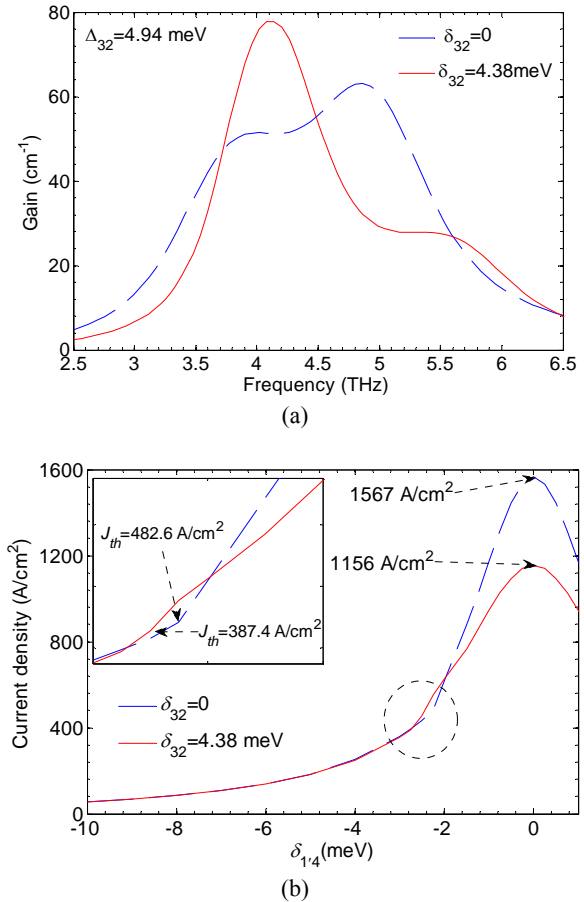 80
60
40
20
0
Gain (cm⁻¹)
Δ₃₂=4.94 meV
δ₃₂=0
δ₃₂=4.38meV
2.5 3 3.5 4 4.5 5 5.5 6 6.5
Frequency (THz)
(a)
1600
1200
800
400
0
Current density (A/cm²)
1567 A/cm²
1156 A/cm²
J_th=482.6 A/cm²
J_th=387.4 A/cm²
δ₃₂=0
δ₃₂=4.38 meV
-10 -8 -6 -4 -2 0
δ₁'₄(meV)
(b)